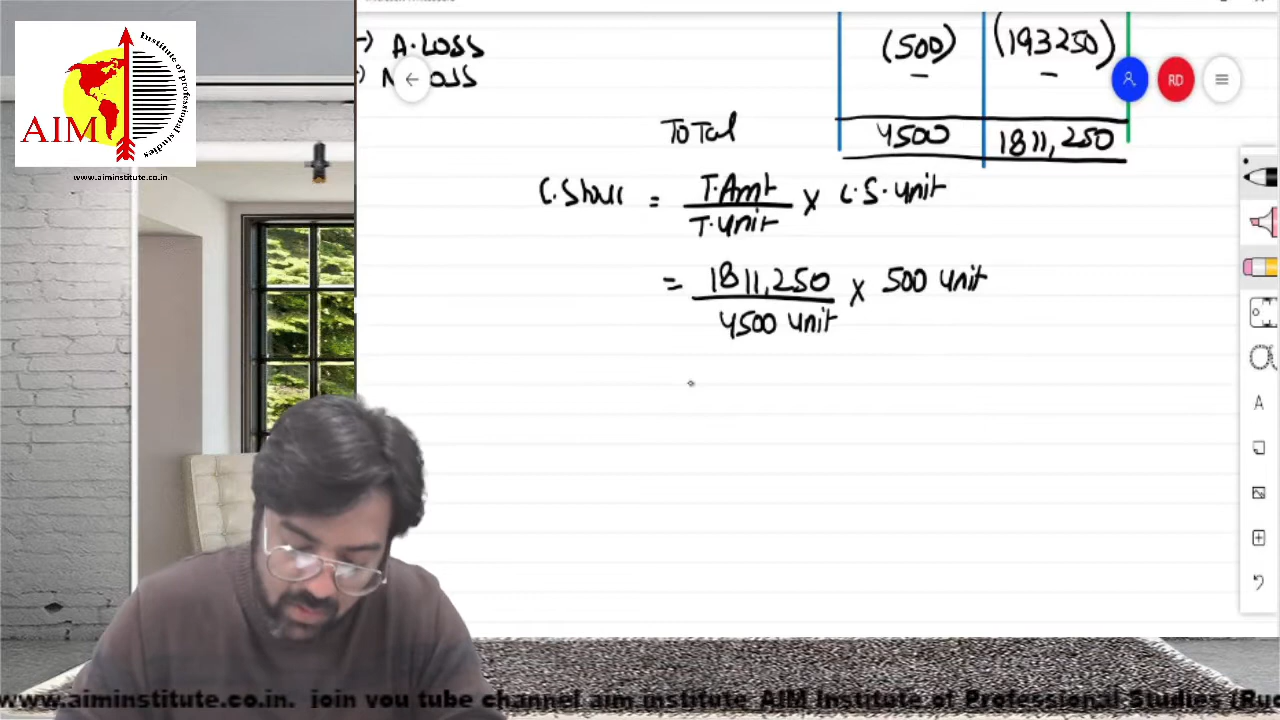 Institute of professional studies
AIM
www.aiminstitute.co.in
A.Loss (500) (193250)
- -
RD
Total 4500 1811,250
= T.Amt / T.Unit × C.S. unit
= 1811,250 / 4500 unit × 500 unit
A
www.aiminstitute.co.in. join you tube channel aim institute AIM Institute of Professional Studies (Rud